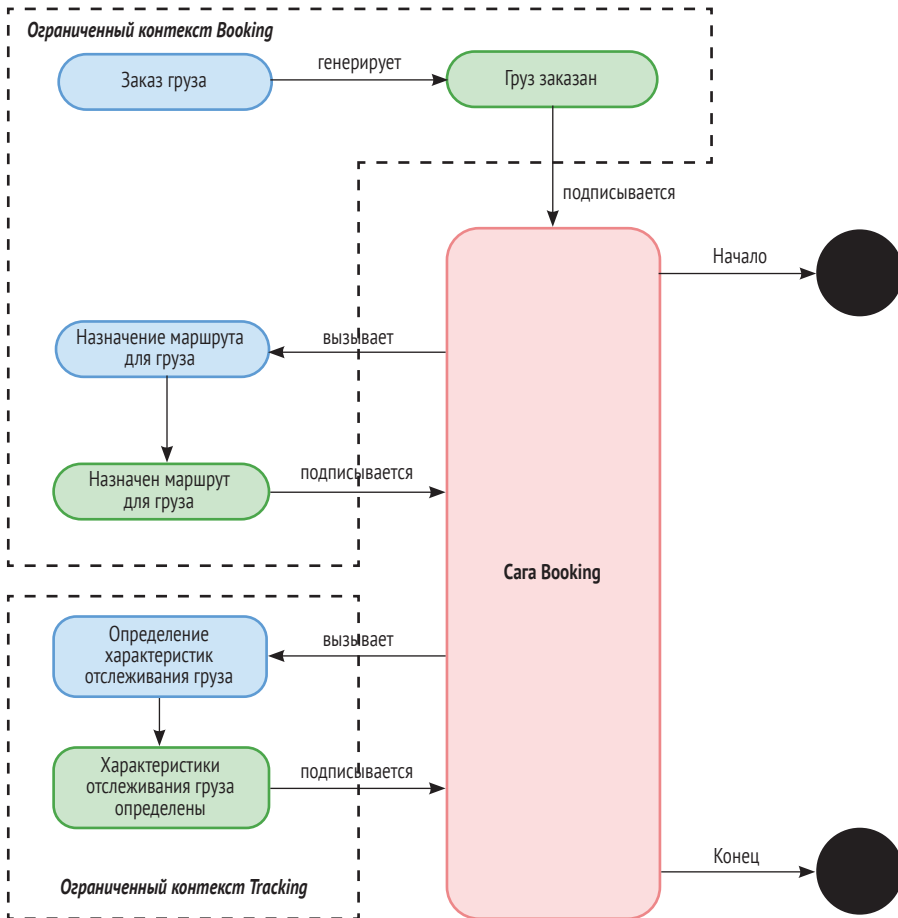 Ограниченный контекст Booking
Заказ груза
генерирует
Груз заказан
подписывается
Начало
Назначение маршрута
для груза
вызывает
Назначен маршрут
для груза
подписывается
Сага Booking
Определение
характеристик
отслеживания груза
вызывает
Характеристики
отслеживания груза
определены
подписывается
Конец
Ограниченный контекст Tracking